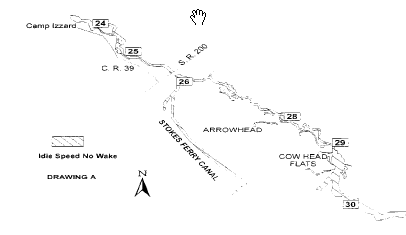 Camp Izzard
24
25
C. R. 39
S. R. 200
26
STOKES FERRY CANAL
ARROWHEAD
28
29
COW HEAD
FLATS
30
Idle Speed No Wake
DRAWING A
N